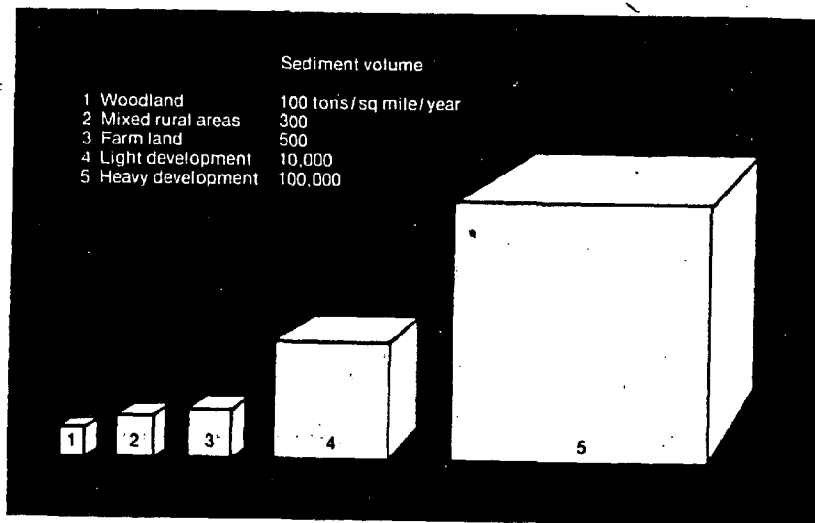 Sediment volume
1 Woodland 100 tons/sq mile/year
2 Mixed rural areas 300
3 Farm land 500
4 Light development 10,000
5 Heavy development 100,000
1 2 3 4 5